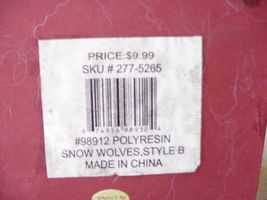 PRICE:$9.99
SKU # 277-5265
#98912 POLYRESIN
SNOW WOLVES,STYLE B
MADE IN CHINA